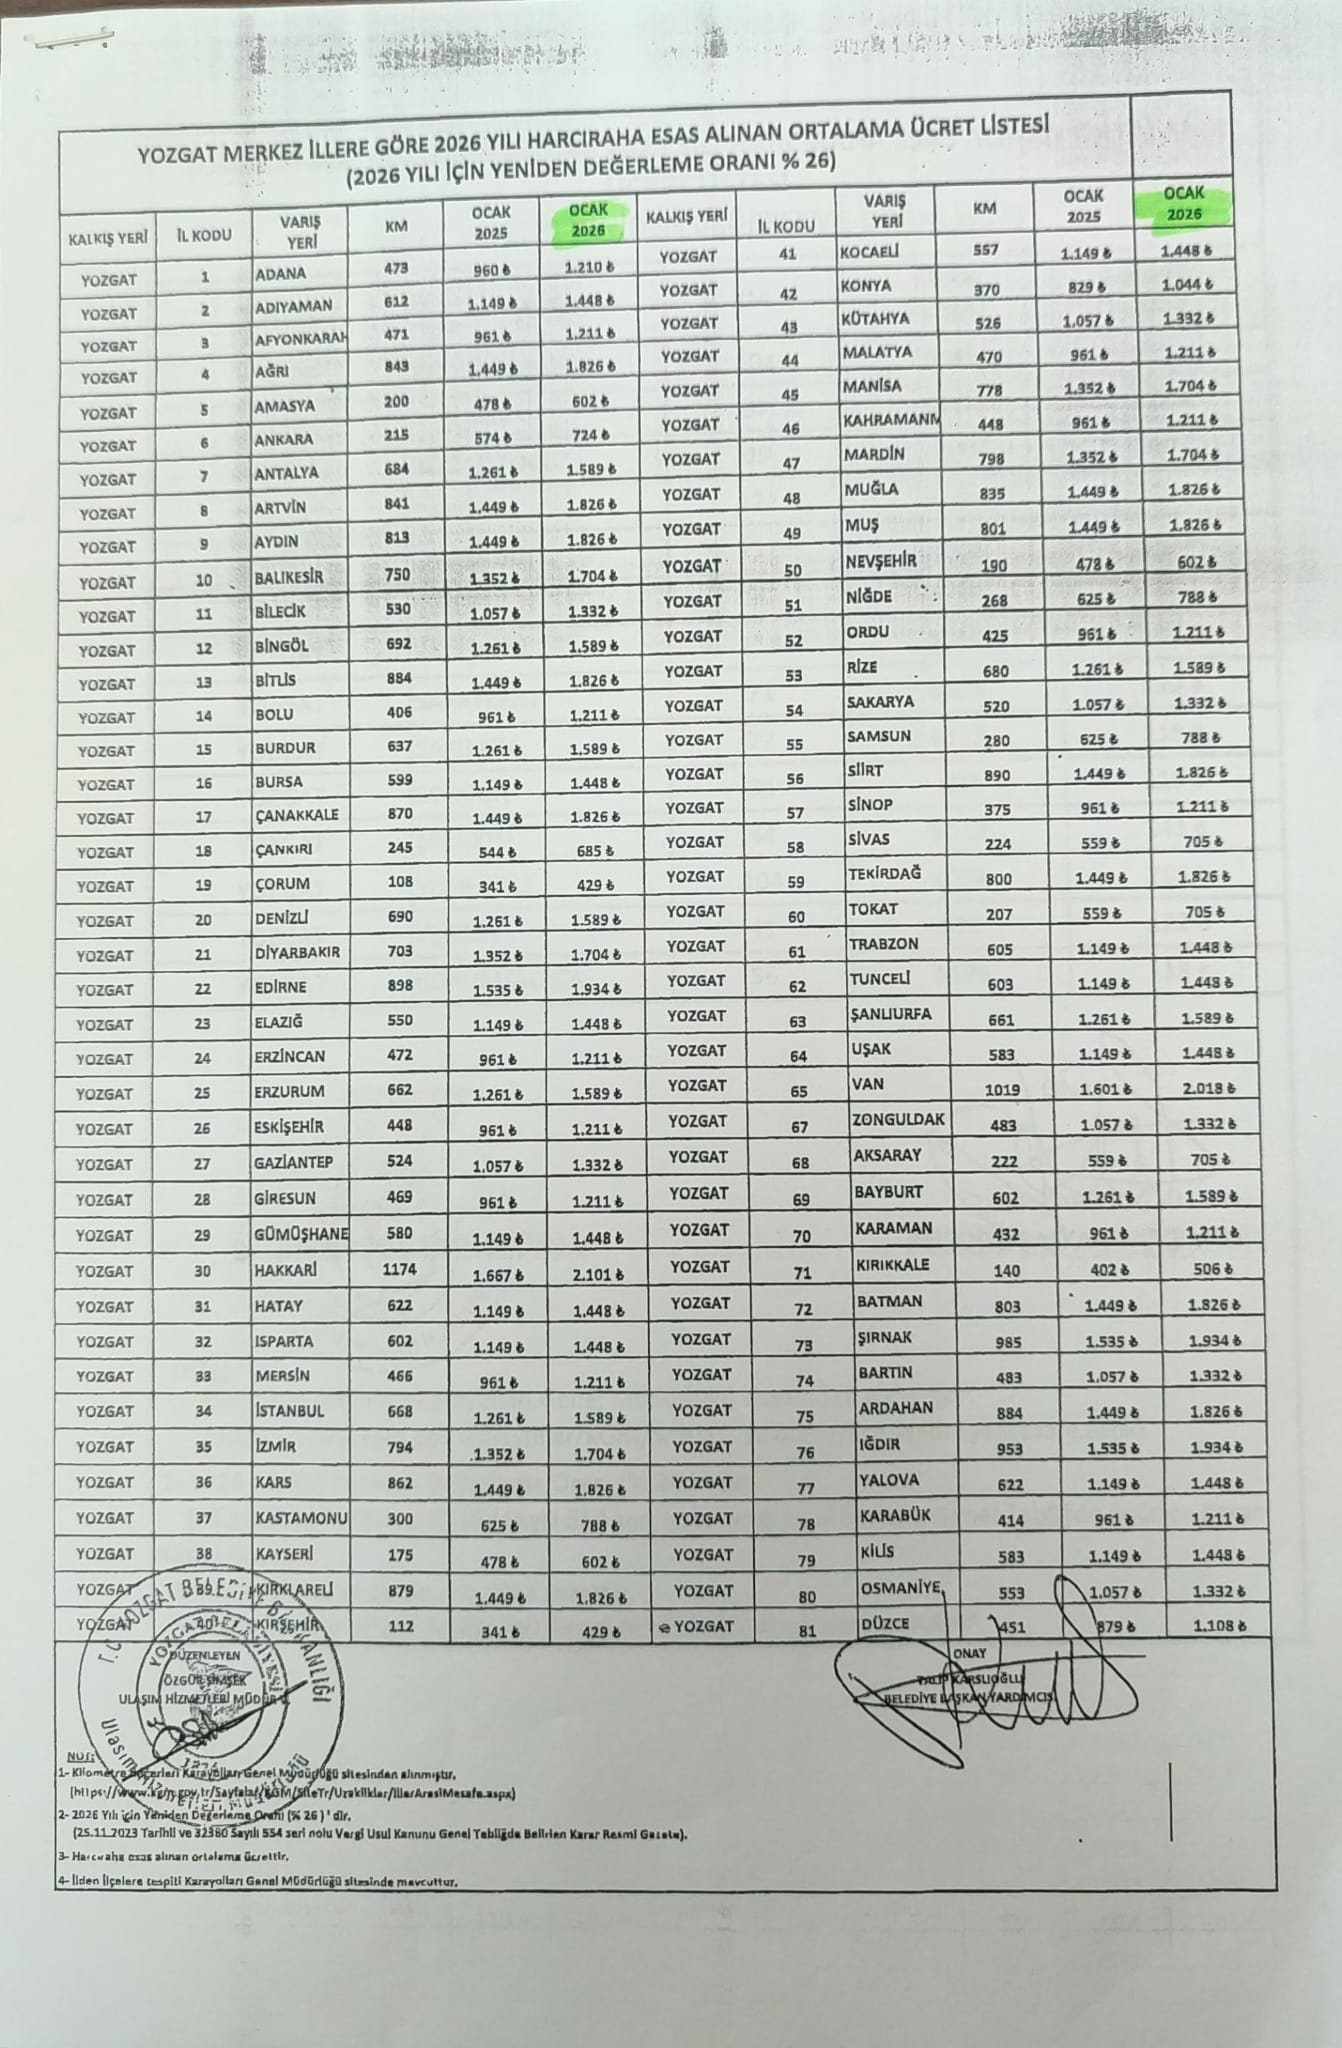 YOZGAT MERKEZ İLLERE GÖRE 2026 YILI HARCIRAHA ESAS ALINAN ORTALAMA ÜCRET LİSTESİ
(2026 YILI İÇİN YENİDEN DEĞERLEME ORANI % 26)
KALKIŞ YERİ İL KODU VARIŞ YERİ KM OCAK 2025 OCAK 2026 KALKIŞ YERİ İL KODU VARIŞ YERİ KM OCAK 2025 OCAK 2026
YOZGAT 1 ADANA 473 960 ₺ 1.210 ₺ YOZGAT 41 KOCAELİ 557 1.149 ₺ 1.448 ₺
YOZGAT 2 ADIYAMAN 612 1.149 ₺ 1.448 ₺ YOZGAT 42 KONYA 370 829 ₺ 1.044 ₺
YOZGAT 3 AFYONKARAH 471 961 ₺ 1.211 ₺ YOZGAT 43 KÜTAHYA 526 1.057 ₺ 1.332 ₺
YOZGAT 4 AĞRI 843 1.449 ₺ 1.826 ₺ YOZGAT 44 MALATYA 470 961 ₺ 1.211 ₺
YOZGAT 5 AMASYA 200 478 ₺ 602 ₺ YOZGAT 45 MANİSA 778 1.352 ₺ 1.704 ₺
YOZGAT 6 ANKARA 215 574 ₺ 724 ₺ YOZGAT 46 KAHRAMANM 448 961 ₺ 1.211 ₺
YOZGAT 7 ANTALYA 684 1.261 ₺ 1.589 ₺ YOZGAT 47 MARDİN 798 1.352 ₺ 1.704 ₺
YOZGAT 8 ARTVİN 841 1.449 ₺ 1.826 ₺ YOZGAT 48 MUĞLA 835 1.449 ₺ 1.826 ₺
YOZGAT 9 AYDIN 813 1.449 ₺ 1.826 ₺ YOZGAT 49 MUŞ 801 1.449 ₺ 1.826 ₺
YOZGAT 10 BALIKESİR 750 1.352 ₺ 1.704 ₺ YOZGAT 50 NEVŞEHİR 190 478 ₺ 602 ₺
YOZGAT 11 BİLECİK 530 1.057 ₺ 1.332 ₺ YOZGAT 51 NİĞDE 268 625 ₺ 788 ₺
YOZGAT 12 BİNGÖL 692 1.261 ₺ 1.589 ₺ YOZGAT 52 ORDU 425 961 ₺ 1.211 ₺
YOZGAT 13 BİTLİS 884 1.449 ₺ 1.826 ₺ YOZGAT 53 RİZE 680 1.261 ₺ 1.589 ₺
YOZGAT 14 BOLU 406 961 ₺ 1.211 ₺ YOZGAT 54 SAKARYA 520 1.057 ₺ 1.332 ₺
YOZGAT 15 BURDUR 637 1.261 ₺ 1.589 ₺ YOZGAT 55 SAMSUN 280 625 ₺ 788 ₺
YOZGAT 16 BURSA 599 1.149 ₺ 1.448 ₺ YOZGAT 56 SİİRT 890 1.449 ₺ 1.826 ₺
YOZGAT 17 ÇANAKKALE 870 1.449 ₺ 1.826 ₺ YOZGAT 57 SİNOP 375 961 ₺ 1.211 ₺
YOZGAT 18 ÇANKIRI 245 544 ₺ 685 ₺ YOZGAT 58 SİVAS 224 559 ₺ 705 ₺
YOZGAT 19 ÇORUM 108 341 ₺ 429 ₺ YOZGAT 59 TEKİRDAĞ 800 1.449 ₺ 1.826 ₺
YOZGAT 20 DENİZLİ 690 1.261 ₺ 1.589 ₺ YOZGAT 60 TOKAT 207 559 ₺ 705 ₺
YOZGAT 21 DİYARBAKIR 703 1.352 ₺ 1.704 ₺ YOZGAT 61 TRABZON 605 1.149 ₺ 1.448 ₺
YOZGAT 22 EDİRNE 898 1.535 ₺ 1.934 ₺ YOZGAT 62 TUNCELİ 603 1.149 ₺ 1.448 ₺
YOZGAT 23 ELAZIĞ 550 1.149 ₺ 1.448 ₺ YOZGAT 63 ŞANLIURFA 661 1.261 ₺ 1.589 ₺
YOZGAT 24 ERZİNCAN 472 961 ₺ 1.211 ₺ YOZGAT 64 UŞAK 583 1.149 ₺ 1.448 ₺
YOZGAT 25 ERZURUM 662 1.261 ₺ 1.589 ₺ YOZGAT 65 VAN 1019 1.601 ₺ 2.018 ₺
YOZGAT 26 ESKİŞEHİR 448 961 ₺ 1.211 ₺ YOZGAT 67 ZONGULDAK 483 1.057 ₺ 1.332 ₺
YOZGAT 27 GAZİANTEP 524 1.057 ₺ 1.332 ₺ YOZGAT 68 AKSARAY 222 559 ₺ 705 ₺
YOZGAT 28 GİRESUN 469 961 ₺ 1.211 ₺ YOZGAT 69 BAYBURT 602 1.261 ₺ 1.589 ₺
YOZGAT 29 GÜMÜŞHANE 580 1.149 ₺ 1.448 ₺ YOZGAT 70 KARAMAN 432 961 ₺ 1.211 ₺
YOZGAT 30 HAKKARİ 1174 1.667 ₺ 2.101 ₺ YOZGAT 71 KIRIKKALE 140 402 ₺ 506 ₺
YOZGAT 31 HATAY 622 1.149 ₺ 1.448 ₺ YOZGAT 72 BATMAN 803 1.449 ₺ 1.826 ₺
YOZGAT 32 ISPARTA 602 1.149 ₺ 1.448 ₺ YOZGAT 73 ŞIRNAK 985 1.535 ₺ 1.934 ₺
YOZGAT 33 MERSİN 466 961 ₺ 1.211 ₺ YOZGAT 74 BARTIN 483 1.057 ₺ 1.332 ₺
YOZGAT 34 İSTANBUL 668 1.261 ₺ 1.589 ₺ YOZGAT 75 ARDAHAN 884 1.449 ₺ 1.826 ₺
YOZGAT 35 İZMİR 794 1.352 ₺ 1.704 ₺ YOZGAT 76 IĞDIR 953 1.535 ₺ 1.934 ₺
YOZGAT 36 KARS 862 1.449 ₺ 1.826 ₺ YOZGAT 77 YALOVA 622 1.149 ₺ 1.448 ₺
YOZGAT 37 KASTAMONU 300 625 ₺ 788 ₺ YOZGAT 78 KARABÜK 414 961 ₺ 1.211 ₺
YOZGAT 38 KAYSERİ 175 478 ₺ 602 ₺ YOZGAT 79 KİLİS 583 1.149 ₺ 1.448 ₺
YOZGAT 39 KIRKLARELİ 879 1.449 ₺ 1.826 ₺ YOZGAT 80 OSMANİYE 553 1.057 ₺ 1.332 ₺
YOZGAT 40 KIRŞEHİR 112 341 ₺ 429 ₺ YOZGAT 81 DÜZCE 451 879 ₺ 1.108 ₺
T.C. YOZGAT BELEDİYE BAŞKANLIĞI
YOZGAT BELEDİYESİ
Ulaşım Hizmetleri Müdürlüğü
DÜZENLEYEN
ÖZGÜR ŞİMŞEK
ULAŞIM HİZMETLERİ MÜDÜR V.
ONAY
TALİP KARSLIOĞLU
BELEDİYE BAŞKAN YARDIMCISI
NOT:
1- Kilometre Değerleri Karayolları Genel Müdürlüğü sitesinden alınmıştır.
(https://www.kgm.gov.tr/Sayfalar/KGM/SiteTr/Uzakliklar/illerArasiMesafe.aspx)
2- 2026 Yılı için Yeniden Değerleme Oranı (% 26 ) ' dir.
(25.11.2023 Tarihli ve 32380 Sayılı 554 seri nolu Vergi Usul Kanunu Genel Tebliğde Belirlen Karar Resmi Gazete).
3- Harcıraha esas alınan ortalama ücrettir.
4- İlden İlçelere tespiti Karayolları Genel Müdürlüğü sitesinde mevcuttur.